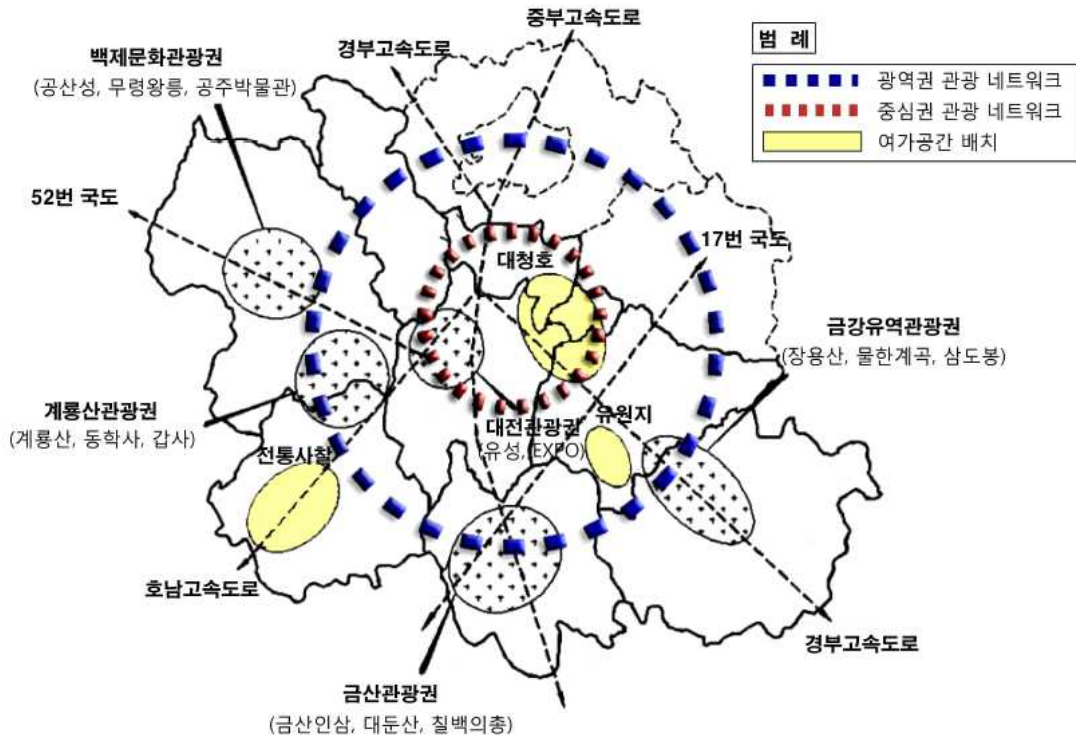 중부고속도로
범 례
백제문화관광권
경부고속도로
(공산성, 무령왕릉, 공주박물관)
광역권 관광 네트워크
중심권 관광 네트워크
여가공간 배치
52번 국도
17번 국도
대청호
금강유역관광권
(장용산, 물한계곡, 삼도봉)
계룡산관광권
대전관광권
유원지
(계룡산, 동학사, 갑사)
(유성, EXPO)
전통사찰
호남고속도로
경부고속도로
금산관광권
(금산인삼, 대둔산, 칠백의총)